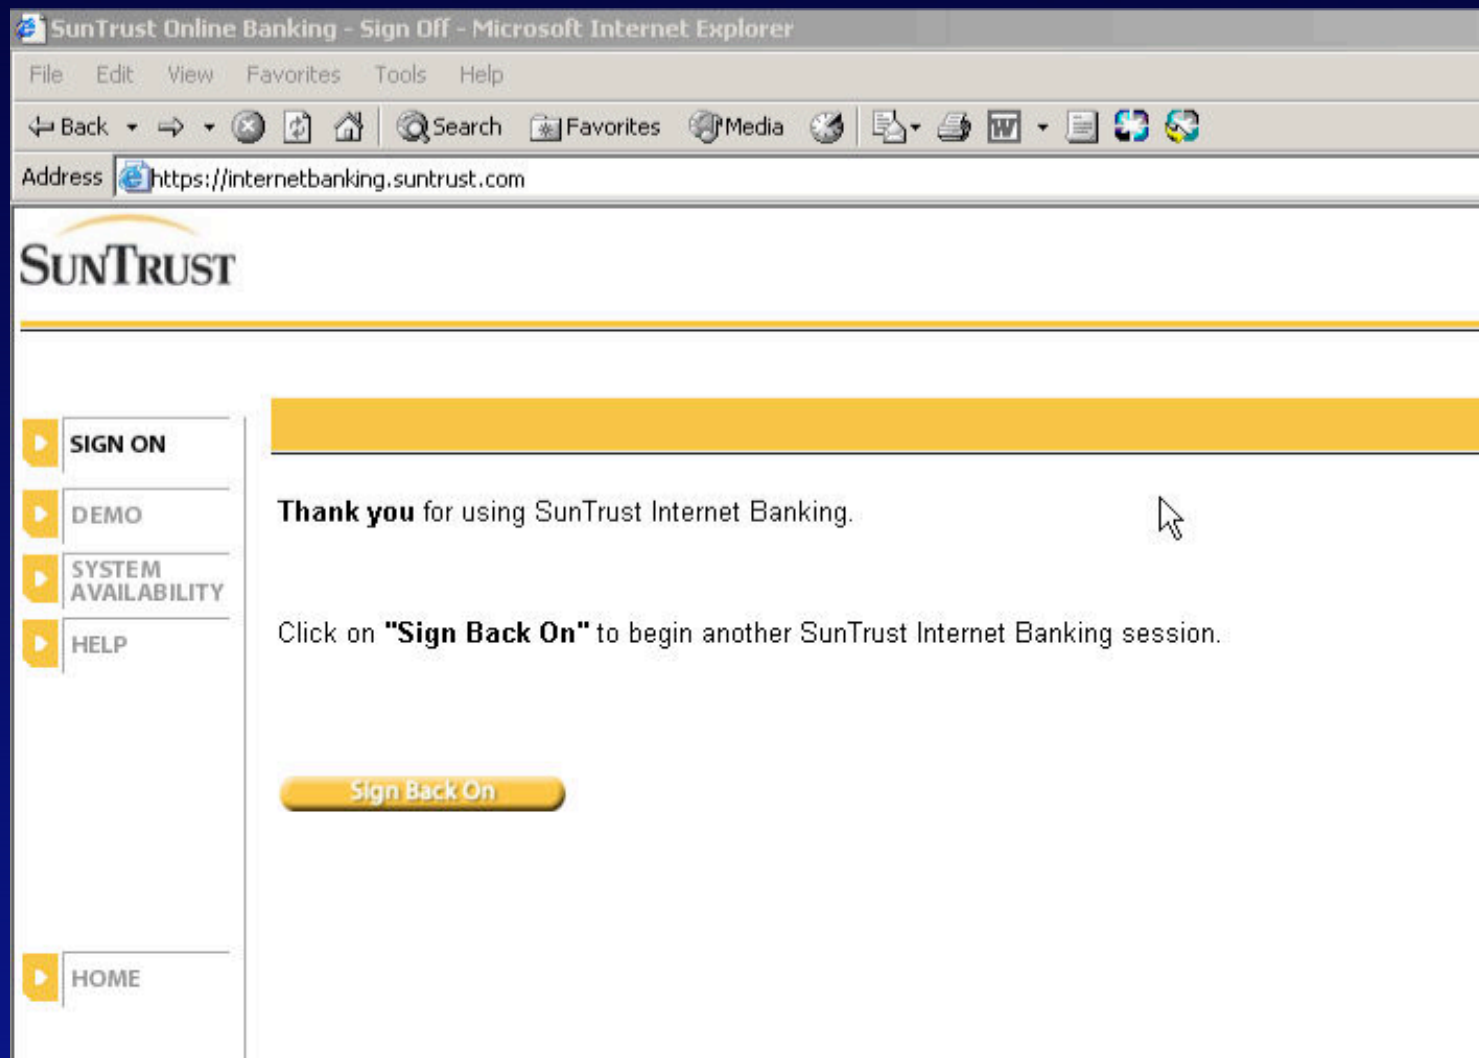 SunTrust Online Banking - Sign Off - Microsoft Internet Explorer
File Edit View Favorites Tools Help
Back Search Favorites Media W
Address https://internetbanking.suntrust.com
SUNTRUST
SIGN ON
DEMO
SYSTEM
AVAILABILITY
HELP
HOME
Thank you for using SunTrust Internet Banking.
Click on "Sign Back On" to begin another SunTrust Internet Banking session.
Sign Back On